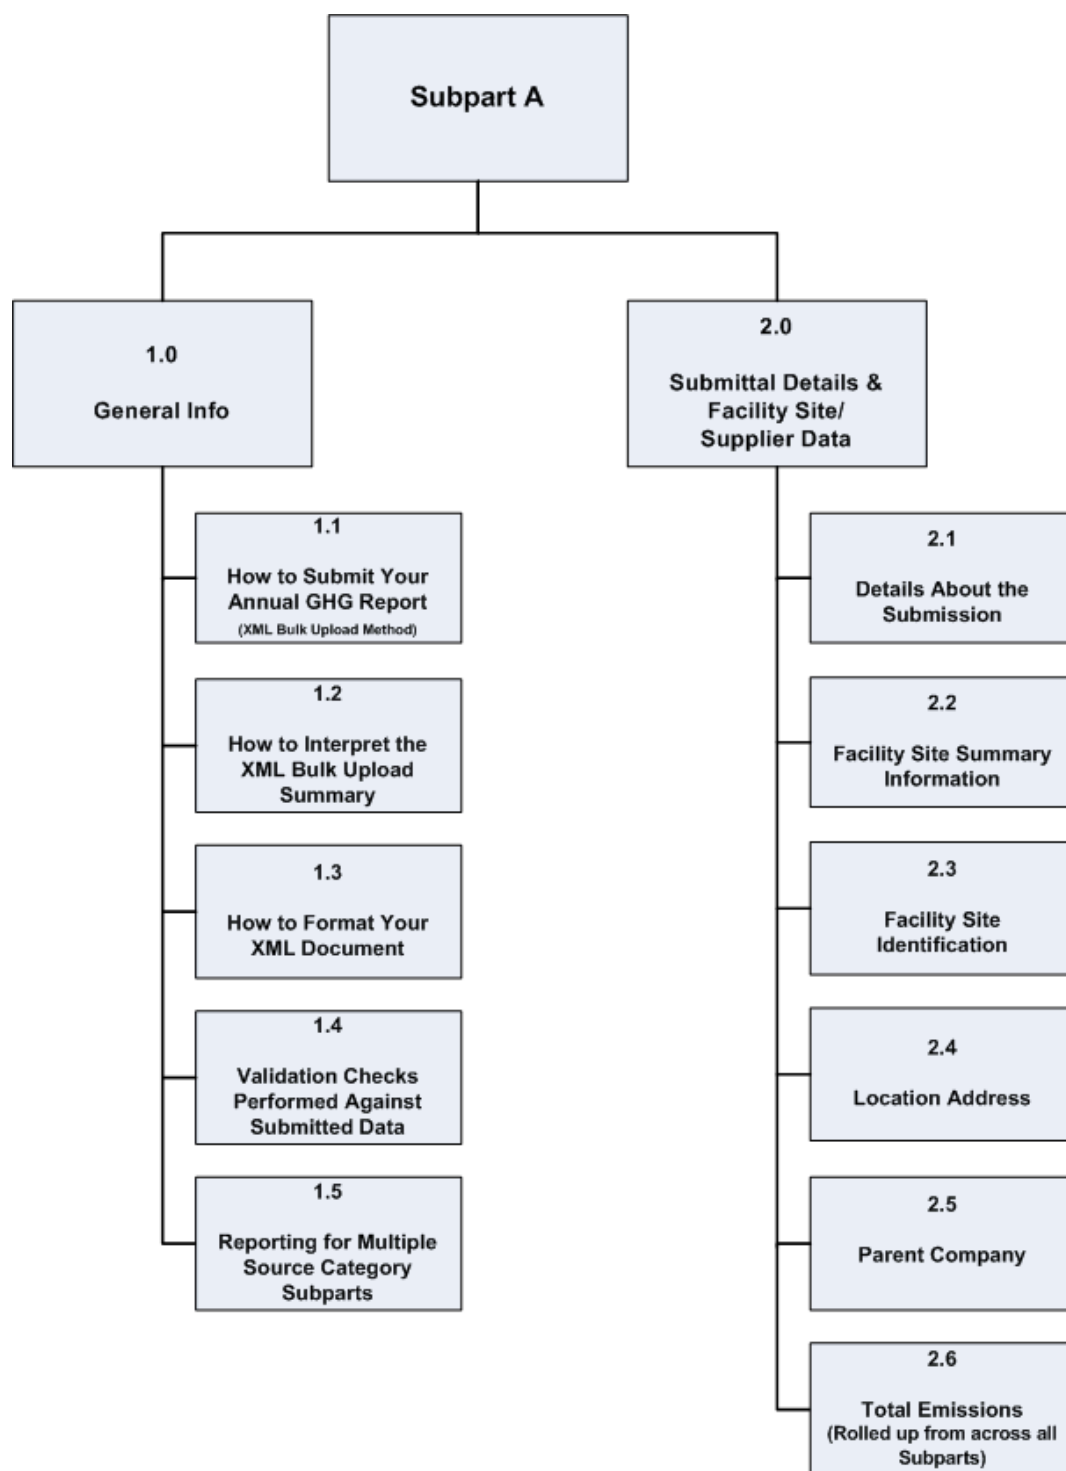 Subpart A
1.0
General Info
2.0
Submittal Details &
Facility Site/
Supplier Data
1.1
How to Submit Your
Annual GHG Report
(XML Bulk Upload Method)
1.2
How to Interpret the
XML Bulk Upload
Summary
1.3
How to Format Your
XML Document
1.4
Validation Checks
Performed Against
Submitted Data
1.5
Reporting for Multiple
Source Category
Subparts
2.1
Details About the
Submission
2.2
Facility Site Summary
Information
2.3
Facility Site
Identification
2.4
Location Address
2.5
Parent Company
2.6
Total Emissions
(Rolled up from across all
Subparts)